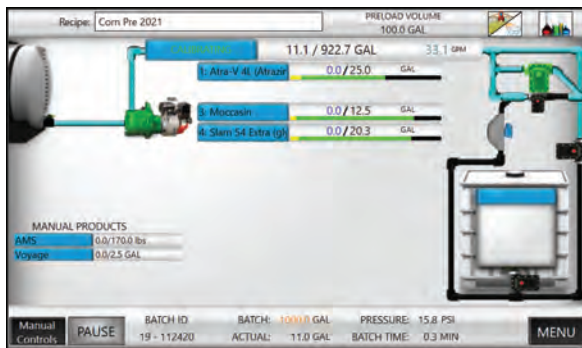 Recipe: Corn Pre 2021
PRELOAD VOLUME
100.0 GAL
11.1 / 922.7 GAL 33.1 GPM
1: Atra-V 4L (Atrazin 0.0/25.0 GAL
3: Moccasin 0.0/12.5 GAL
4: Slam 54 Extra (gl 0.0/20.3 GAL
MANUAL PRODUCTS
AMS 0.0/170.0 lbs
Voyage 0.0/2.5 GAL
Manual Controls
PAUSE
BATCH ID
19 - 112420
BATCH: 1000.0 GAL
ACTUAL: 11.0 GAL
PRESSURE: 15.8 PSI
BATCH TIME: 0.3 MIN
MENU